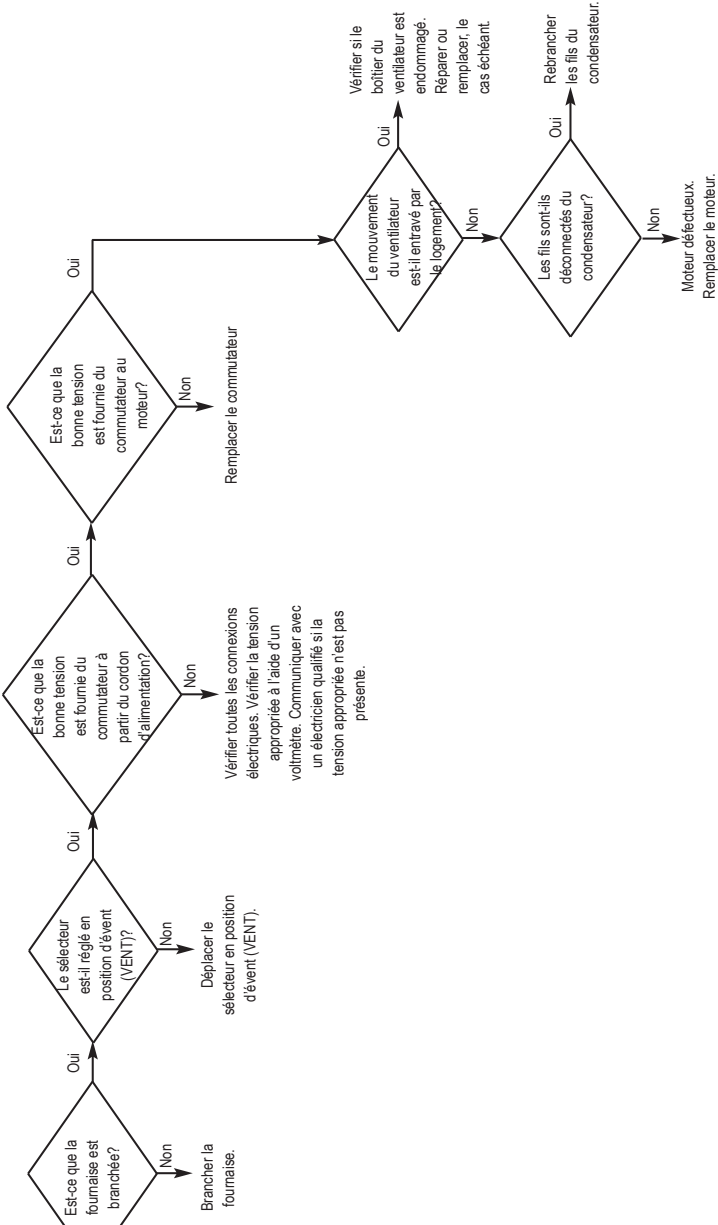 Est-ce que la
fournaise est
branchée?
Oui
Non
Brancher la
fournaise.
Le sélecteur
est-il réglé en
position d'évent
(VENT)?
Oui
Non
Déplacer le
sélecteur en position
d'évent (VENT).
Est-ce que la
bonne tension
est fournie du
commutateur à
partir du cordon
d'alimentation?
Oui
Non
Vérifier toutes les connexions
électriques. Vérifier la tension
appropriée à l'aide d'un
voltmètre. Communiquer avec
un électricien qualifié si la
tension appropriée n'est pas
présente.
Est-ce que la
bonne tension
est fournie du
commutateur au
moteur?
Oui
Non
Remplacer le commutateur
Le mouvement
du ventilateur
est-il entravé par
le logement?
Oui
Vérifier si le
boîtier du
ventilateur est
endommagé.
Réparer ou
remplacer, le
cas échéant.
Non
Les fils sont-ils
déconnectés du
condensateur?
Oui
Rebrancher
les fils du
condensateur.
Non
Moteur défectueux.
Remplacer le moteur.